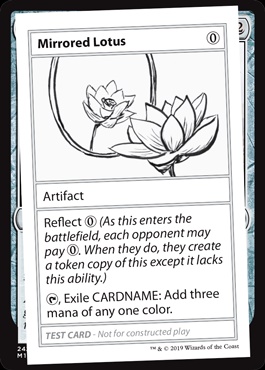 Mirrored Lotus 0
Artifact
Reflect 0 (As this enters the
battlefield, each opponent may
pay 0. When they do, they create
a token copy of this except it lacks
this ability.)
, Exile CARDNAME: Add three
mana of any one color.
TEST CARD - Not for constructed play
™ & © 2019 Wizards of the Coast